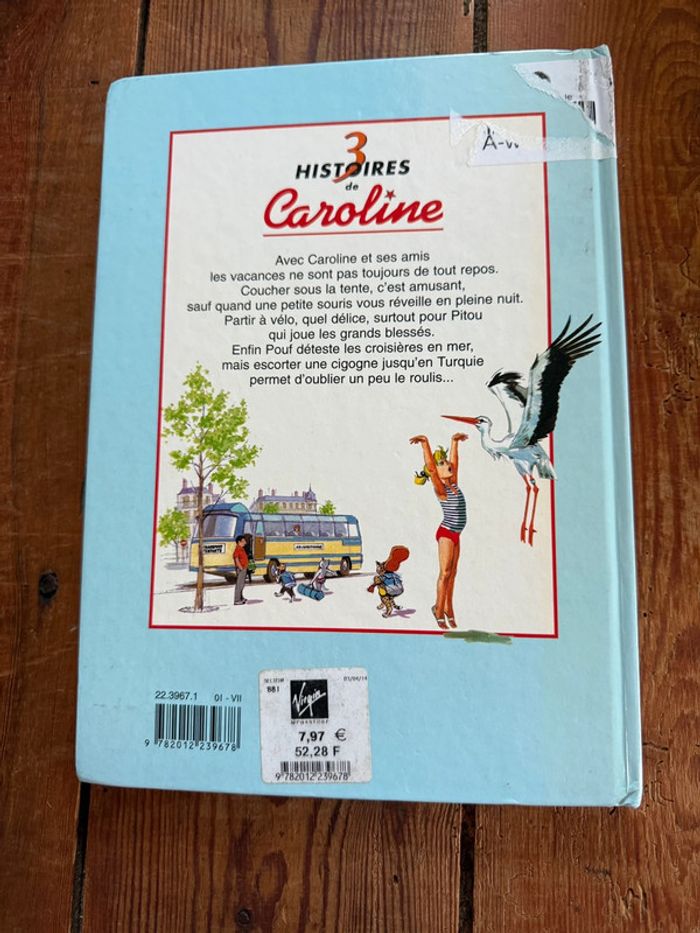 A-w
3
HISTOIRES
de
Caroline
Avec Caroline et ses amis
les vacances ne sont pas toujours de tout repos.
Coucher sous la tente, c'est amusant,
sauf quand une petite souris vous réveille en pleine nuit.
Partir à vélo, quel délice, surtout pour Pitou
qui joue les grands blessés.
Enfin Pouf déteste les croisières en mer,
mais escorter une cigogne jusqu'en Turquie
permet d'oublier un peu le roulis...
22.3967.1 01 - VII
9 782012 239678
881
Virgin
MEGASTORE
7,97 €
52,28 F
9 782012 239678